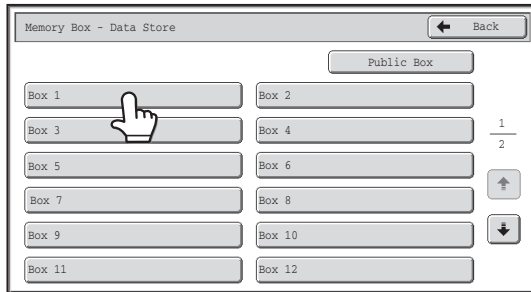 Memory Box - Data Store
Back
Public Box
Box 1
Box 2
Box 3
Box 4
1
2
Box 5
Box 6
Box 7
Box 8
Box 9
Box 10
Box 11
Box 12